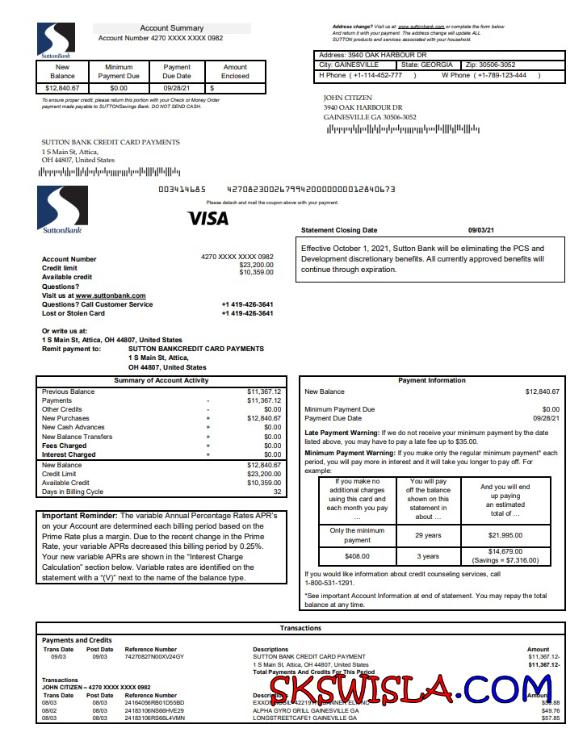 Account Summary
Account Number 4270 XXXX XXXX 0982
SuttonBank
New Balance
Minimum Payment Due
Payment Due Date
Amount Enclosed
$12,840.67
$0.00
09/28/21
$
To ensure proper credit, please return this portion with your Check or Money Order
payment made payable to SUTTONSavings Bank. DO NOT SEND CASH.
Address change? Visit us at www.suttonbank.com or complete the form below
And return it with your payment. The address change will update ALL
SUTTON products and services associated with your household.
Address: 3940 OAK HARBOUR DR
City: GAINESVILLE State: GEORGIA Zip: 30506-3052
H Phone ( +1-114-452-777 ) W Phone ( +1-789-123-444 )
JOHN CITIZEN
3940 OAK HARBOUR DR
GAINESVILLE GA 30506-3052
SUTTON BANK CREDIT CARD PAYMENTS
1 S Main St, Attica,
OH 44807, United States
003414685 42708230026799420000000012840673
Please detach and mail the coupon above with your payment.
SuttonBank
VISA
Statement Closing Date 09/03/21
Effective October 1, 2021, Sutton Bank will be eliminating the PCS and
Development discretionary benefits. All currently approved benefits will
continue through expiration.
Account Number 4270 XXXX XXXX 0982
Credit limit $23,200.00
Available credit $10,359.00
Questions?
Visit us at www.suttonbank.com
Questions? Call Customer Service +1 419-426-3641
Lost or Stolen Card +1 419-426-3641
Or write us at:
1 S Main St, Attica, OH 44807, United States
Remit payment to: SUTTON BANKCREDIT CARD PAYMENTS
1 S Main St, Attica,
OH 44807, United States
Summary of Account Activity
Previous Balance $11,367.12
Payments - $11,367.12
Other Credits - $0.00
New Purchases + $12,840.67
New Cash Advances + $0.00
New Balance Transfers + $0.00
Fees Charged + $0.00
Interest Charged + $0.00
New Balance $12,840.67
Credit Limit $23,200.00
Available Credit $10,359.00
Days in Billing Cycle 32
Important Reminder: The variable Annual Percentage Rates APR's
on your Account are determined each billing period based on the
Prime Rate plus a margin. Due to the recent change in the Prime
Rate, your variable APRs decreased this billing period by 0.25%.
Your new variable APRs are shown in the "Interest Charge
Calculation" section below. Variable rates are identified on the
statement with a "(V)" next to the name of the balance type.
Payment Information
New Balance $12,840.67
Minimum Payment Due $0.00
Payment Due Date 09/28/21
Late Payment Warning: If we do not receive your minimum payment by the date
listed above, you may have to pay a late fee up to $35.00.
Minimum Payment Warning: If you make only the regular minimum payment* each
period, you will pay more in interest and it will take you longer to pay off. For
example:
If you make no
additional charges
using this card and
each month you pay
...
You will pay
off the balance
shown on this
statement in
about ...
And you will
end up
paying
an estimated
total of ...
Only the minimum
payment
29 years
$21,995.00
$408.00
3 years
$14,679.00
(Savings = $7,316.00)
If you would like information about credit counseling services, call
1-800-531-1291.
*See important Account Information at end of statement. You may repay the total
balance at any time.
Transactions
Payments and Credits
Trans Date Post Date Reference Number Descriptions Amount
09/03 09/03 74270827N00XV24GY SUTTON BANK CREDIT CARD PAYMENT $11,367.12-
1 S Main St, Attica, OH 44807, United States $11,367.12-
Total Payments And Credits For This Period
Transactions
JOHN CITIZEN – 4270 XXXX XXXX 0982
Trans Date Post Date Reference Number Amount
08/03 08/03 24164056RB01D55BD
08/02 08/03 24183106NS66HVE29 ALPHA GYRO GRILL GAINESVILLE GA $49.76
08/03 08/03 24183106RS66L4VMN LONGSTREETCAFE1 GAINESVILLE GA $57.85
SKSWISLA.COM